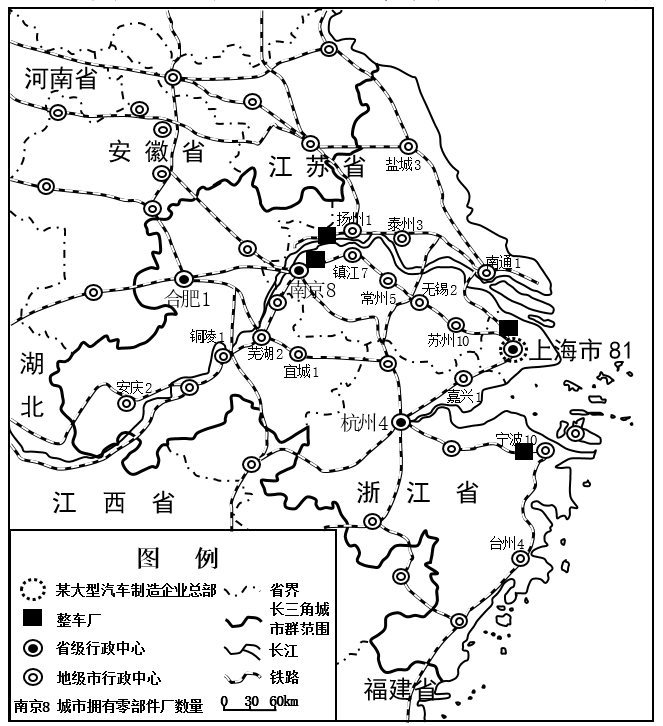 河南省
安徽省
江苏省
盐城3
扬州1
泰州3
南通1
镇江7
南京8
合肥1
常州5
无锡2
铜陵1
芜湖2
苏州10
上海市 81
宜城1
湖北
安庆2
嘉兴1
杭州4
宁波10
江西省
浙江省
台州4
福建省
图 例
某大型汽车制造企业总部
省界
整车厂
长三角城
市群范围
省级行政中心
长江
地级市行政中心
铁路
南京8 城市拥有零部件厂数量
0 30 60km